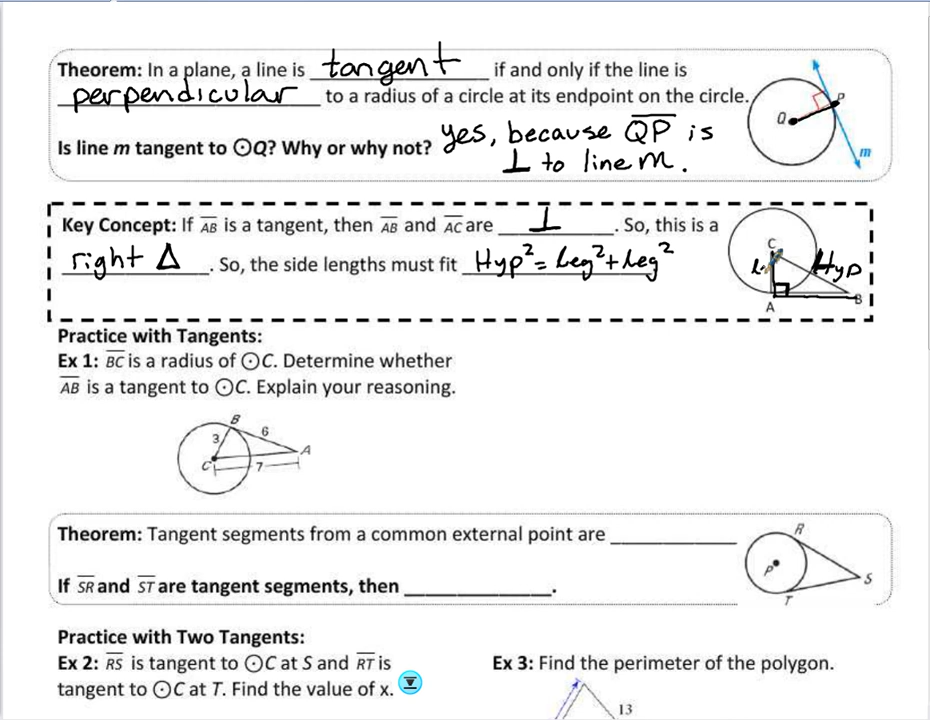 Theorem: In a plane, a line is tangent if and only if the line is
perpendicular to a radius of a circle at its endpoint on the circle.
Q P m
Is line m tangent to ⊙Q? Why or why not? yes, because QP is
⊥ to line m.
Key Concept: If AB is a tangent, then AB and AC are ⊥. So, this is a
right Δ. So, the side lengths must fit Hyp²= Leg²+Leg²
C Hyp
A B
Practice with Tangents:
Ex 1: BC is a radius of ⊙C. Determine whether
AB is a tangent to ⊙C. Explain your reasoning.
B 6
3 A
C 7
Theorem: Tangent segments from a common external point are ____________
If SR and ST are tangent segments, then ______________.
R
P S
T
Practice with Two Tangents:
Ex 2: RS is tangent to ⊙C at S and RT is
tangent to ⊙C at T. Find the value of x.
Ex 3: Find the perimeter of the polygon.
13